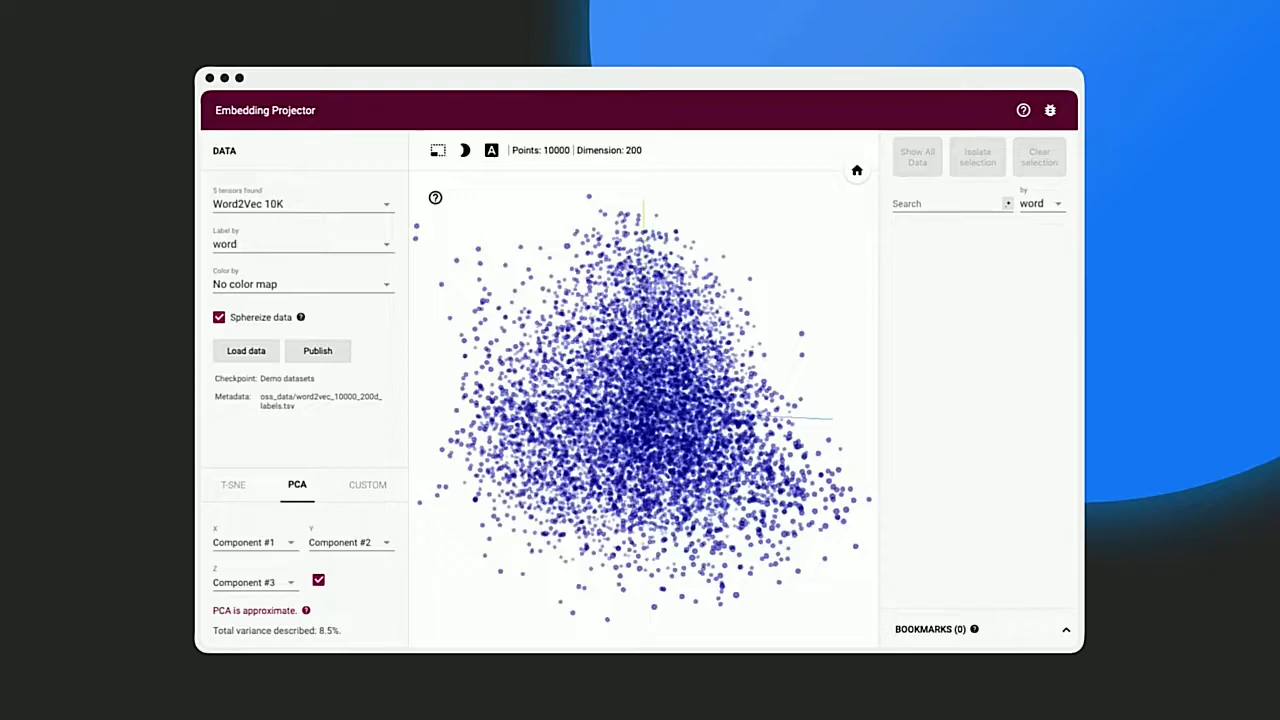 Embedding Projector
DATA
5 tensors found
Word2Vec 10K
Label by
word
Color by
No color map
Sphereize data
Load data
Publish
Checkpoint: Demo datasets
Metadata: oss_data/word2vec_10000_200d_
labels.tsv
T-SNE
PCA
CUSTOM
X
Y
Component #1
Component #2
Z
Component #3
PCA is approximate.
Total variance described: 8.5%.
A
Points: 10000
Dimension: 200
Show All
Data
Isolate
selection
Clear
selection
Search
.*
by
word
BOOKMARKS (0)